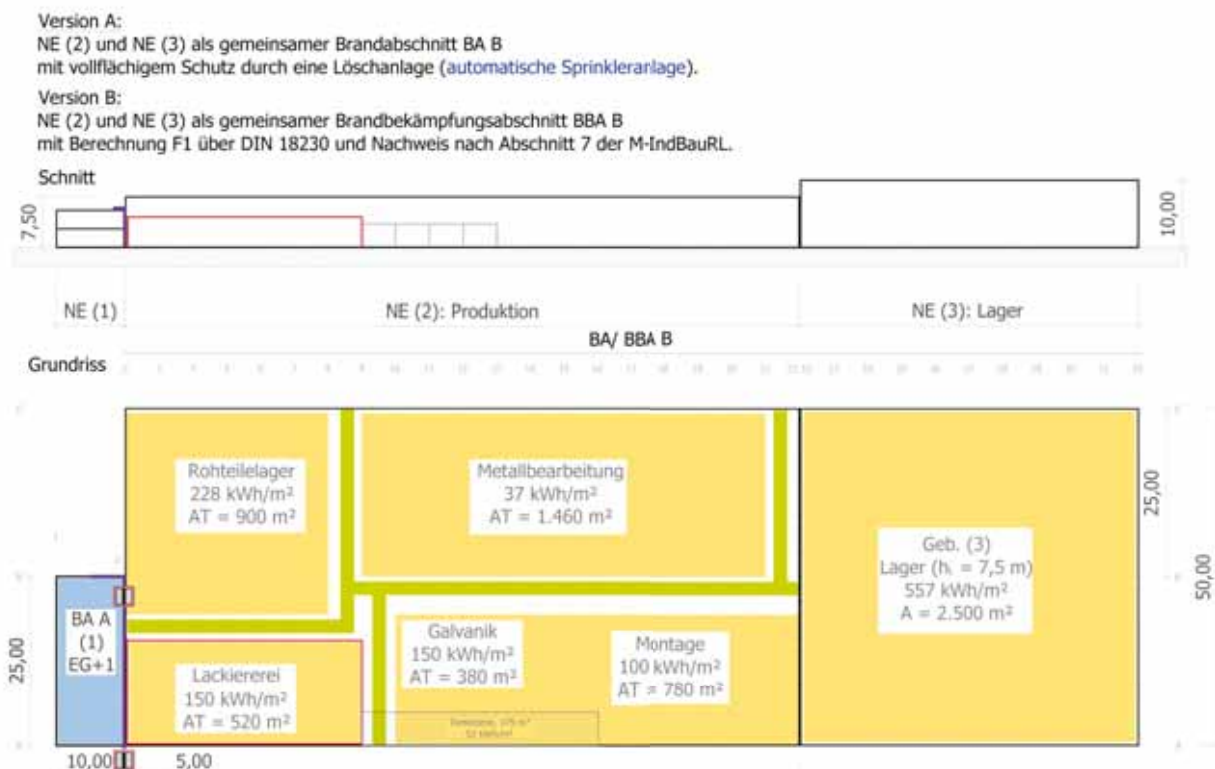 Version A:
NE (2) und NE (3) als gemeinsamer Brandabschnitt BA B
mit vollflächigem Schutz durch eine Löschanlage (automatische Sprinkleranlage).
Version B:
NE (2) und NE (3) als gemeinsamer Brandbekämpfungsabschnitt BBA B
mit Berechnung F1 über DIN 18230 und Nachweis nach Abschnitt 7 der M-IndBauRL.
Schnitt
7,50
10,00
NE (1)
NE (2): Produktion
NE (3): Lager
BA/ BBA B
Grundriss
Rohteilelager
228 kWh/m²
AT = 900 m²
Metallbearbeitung
37 kWh/m²
AT = 1.460 m²
Geb. (3)
Lager (h. = 7,5 m)
557 kWh/m²
A = 2.500 m²
25,00
50,00
BA A
(1)
EG+1
25,00
Lackiererei
150 kWh/m²
AT = 520 m²
Galvanik
150 kWh/m²
AT = 380 m²
Montage
100 kWh/m²
AT = 780 m²
10,00
5,00